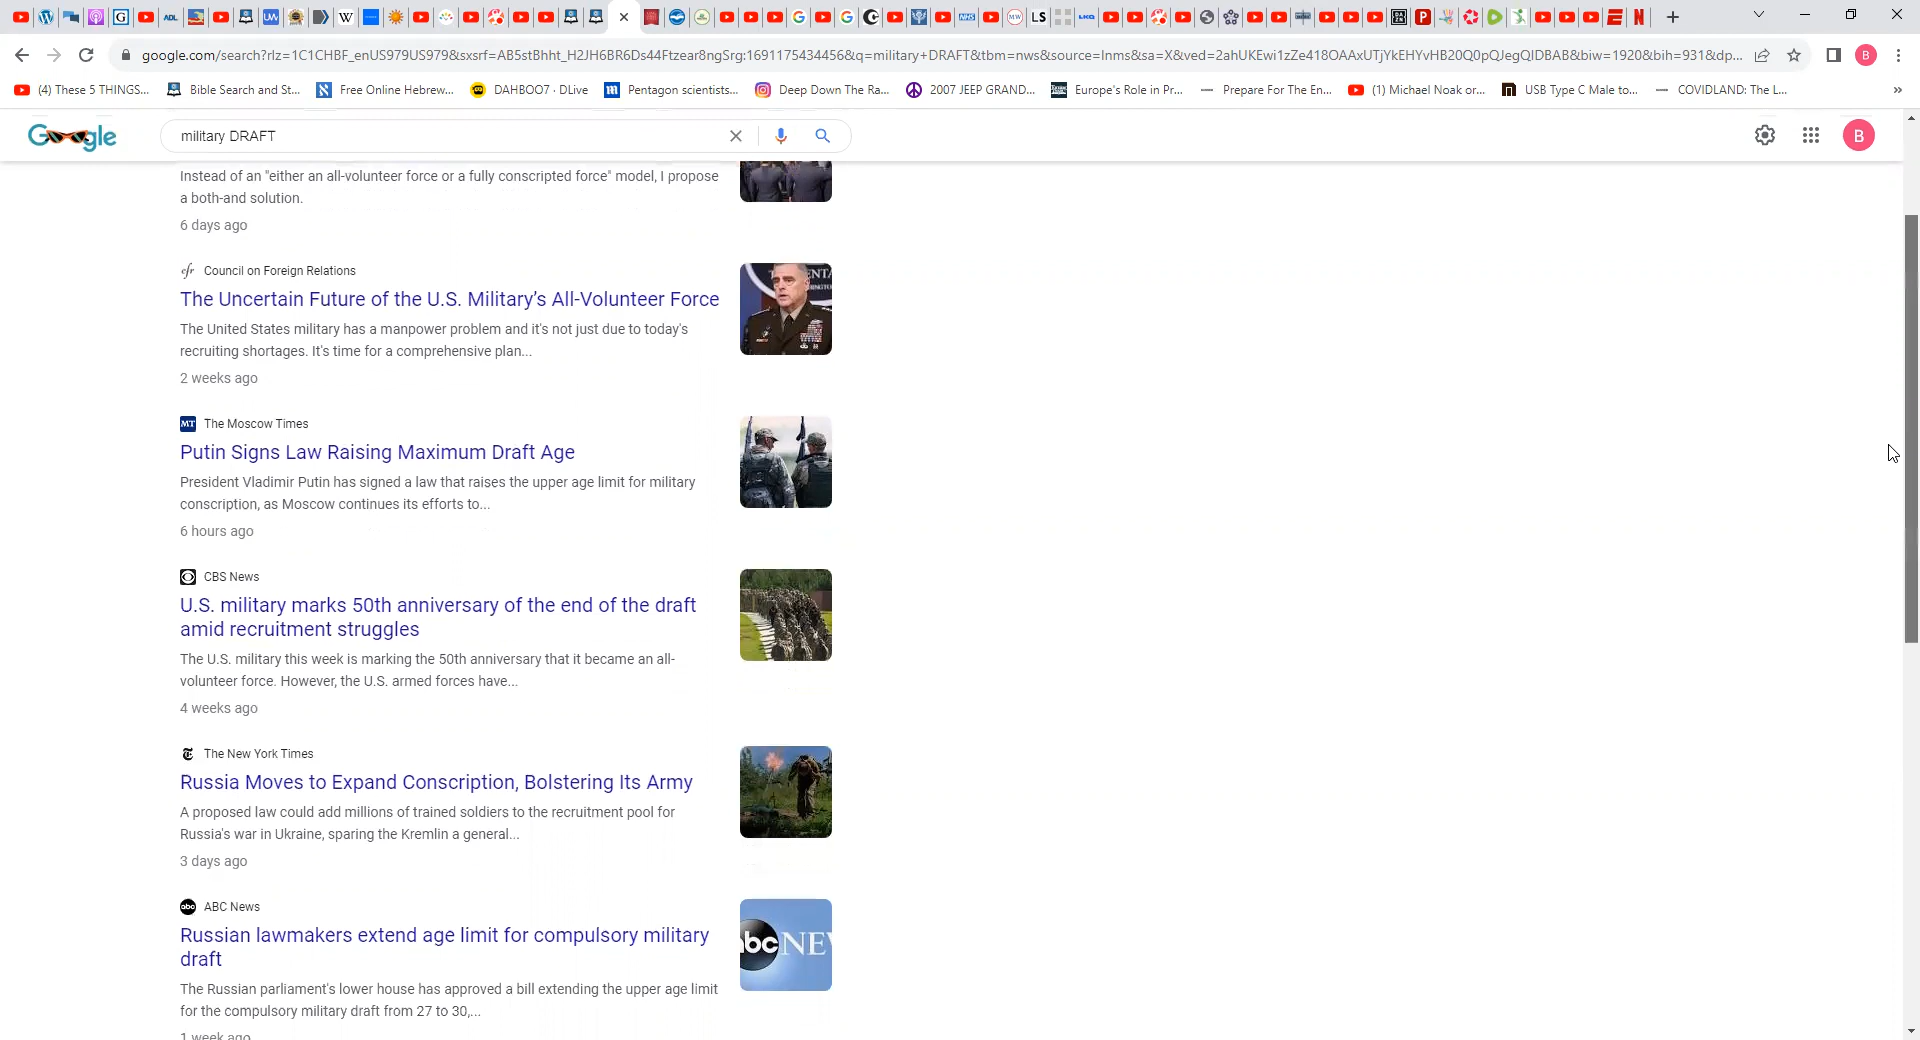 google.com/search?rlz=1C1CHBF_enUS979US979&sxsrf=AB5stBhht_H2JH6BR6Ds44Ftzear8ngSrg:1691175434456&q=military+DRAFT&tbm=nws&source=lnms&sa=X&ved=2ahUKEwi1zZe418OAAxUTjYkEHYvHB20Q0pQJegQIDBAB&biw=1920&bih=931&dp...
(4) These 5 THINGS... Bible Search and St... Free Online Hebrew... DAHBOO7 · DLive Pentagon scientists... Deep Down The Ra... 2007 JEEP GRAND... Europe's Role in Pr... Prepare For The En... (1) Michael Noak or... USB Type C Male to... COVIDLAND: The L... »
Google military DRAFT B
Instead of an "either an all-volunteer force or a fully conscripted force" model, I propose
a both-and solution.
6 days ago
cfr Council on Foreign Relations
The Uncertain Future of the U.S. Military’s All-Volunteer Force
The United States military has a manpower problem and it's not just due to today's
recruiting shortages. It's time for a comprehensive plan...
2 weeks ago
MT The Moscow Times
Putin Signs Law Raising Maximum Draft Age
President Vladimir Putin has signed a law that raises the upper age limit for military
conscription, as Moscow continues its efforts to...
6 hours ago
CBS News
U.S. military marks 50th anniversary of the end of the draft
amid recruitment struggles
The U.S. military this week is marking the 50th anniversary that it became an all-
volunteer force. However, the U.S. armed forces have...
4 weeks ago
The New York Times
Russia Moves to Expand Conscription, Bolstering Its Army
A proposed law could add millions of trained soldiers to the recruitment pool for
Russia's war in Ukraine, sparing the Kremlin a general...
3 days ago
abc ABC News
Russian lawmakers extend age limit for compulsory military
draft
The Russian parliament's lower house has approved a bill extending the upper age limit
for the compulsory military draft from 27 to 30,...
1 week ago